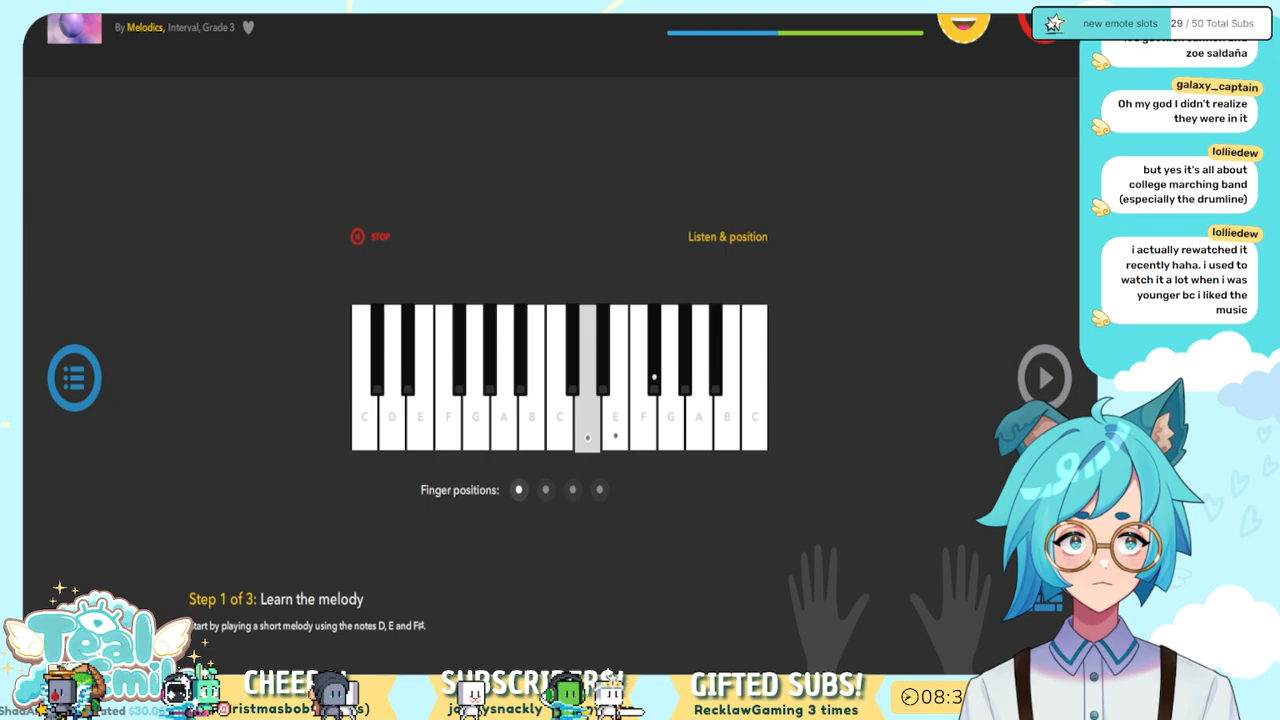 By Melodics, Interval, Grade 3
new emote slots 29 / 50 Total Subs
zoe saldaña
galaxy_captain
Oh my god I didn't realize
they were in it
lolliedew
but yes it's all about
college marching band
(especially the drumline)
lolliedew
i actually rewatched it
recently haha. i used to
watch it a lot when i was
younger bc i liked the
music
STOP
Listen & position
C D E F G A B C E F G A B C
Finger positions:
Step 1 of 3: Learn the melody
tart by playing a short melody using the notes D, E and F#.
Teal
GIFTED SUBS!
RecklawGaming 3 times
08:3